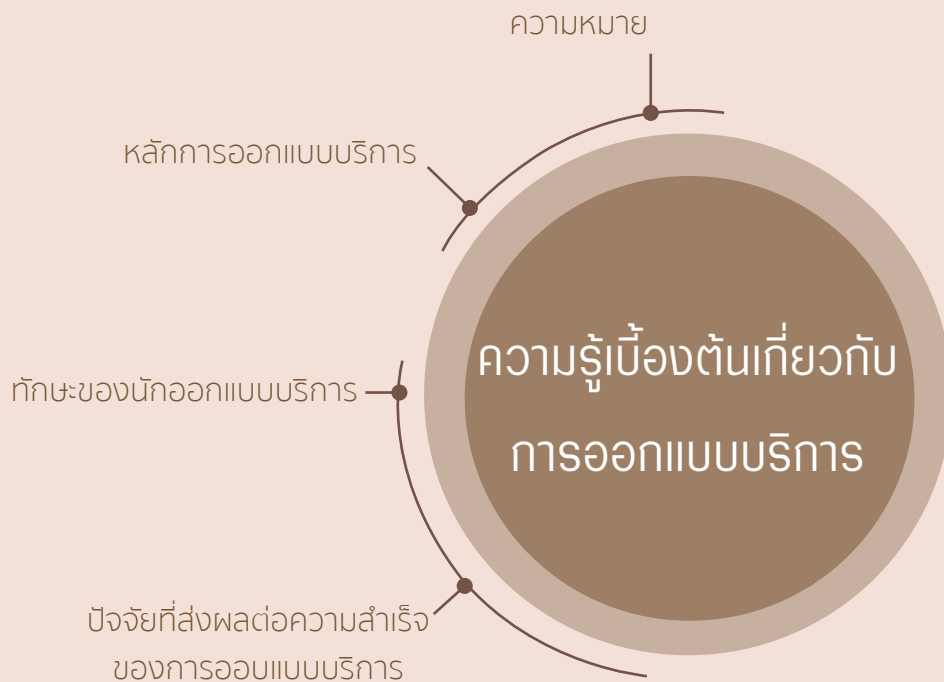 ความหมาย
หลักการออกแบบบริการ
ความรู้เบื้องต้นเกี่ยวกับ
การออกแบบบริการ
ทักษะของนักออกแบบบริการ
ปัจจัยที่ส่งผลต่อความสำเร็จ
ของการออบแบบบริการ